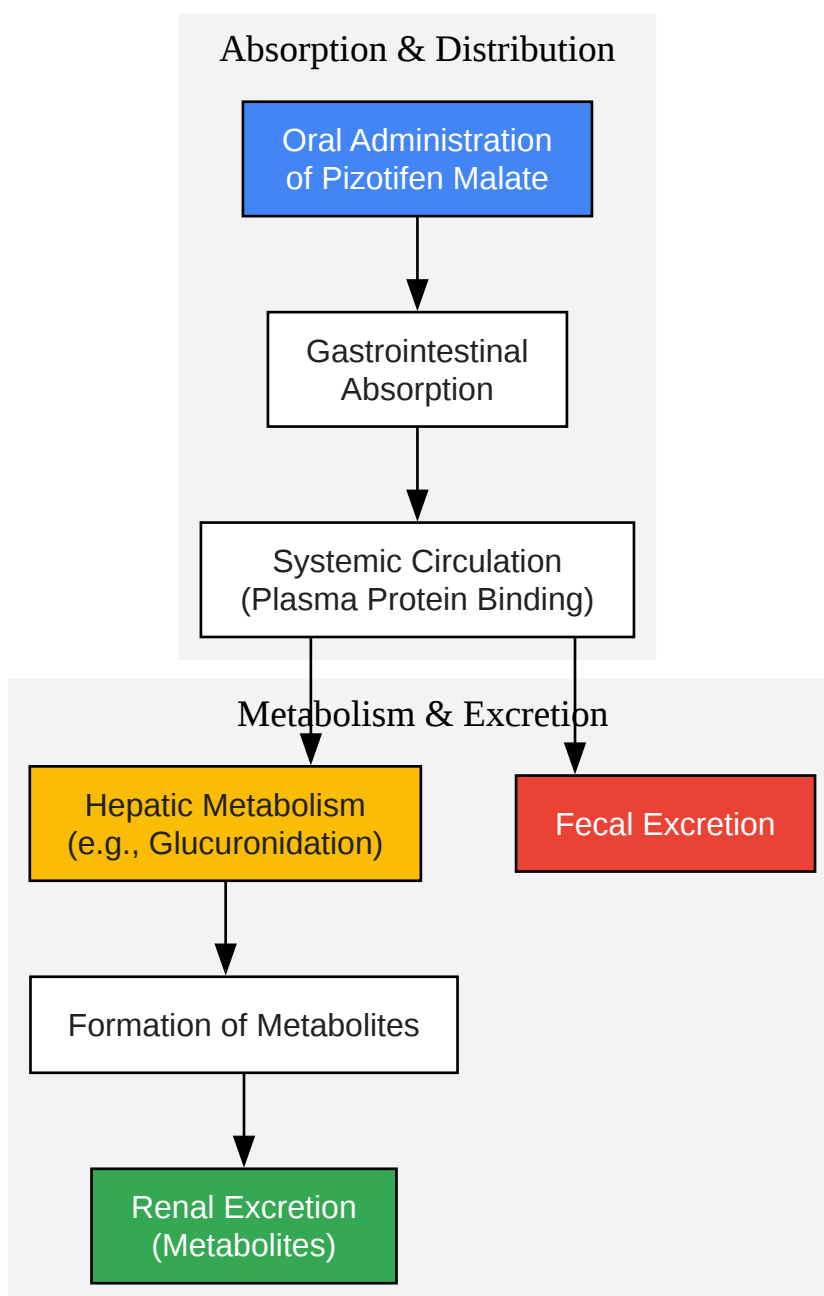 Absorption & Distribution
Oral Administration
of Pizotifen Malate
Gastrointestinal
Absorption
Systemic Circulation
(Plasma Protein Binding)
Metabolism & Excretion
Hepatic Metabolism
(e.g., Glucuronidation)
Fecal Excretion
Formation of Metabolites
Renal Excretion
(Metabolites)